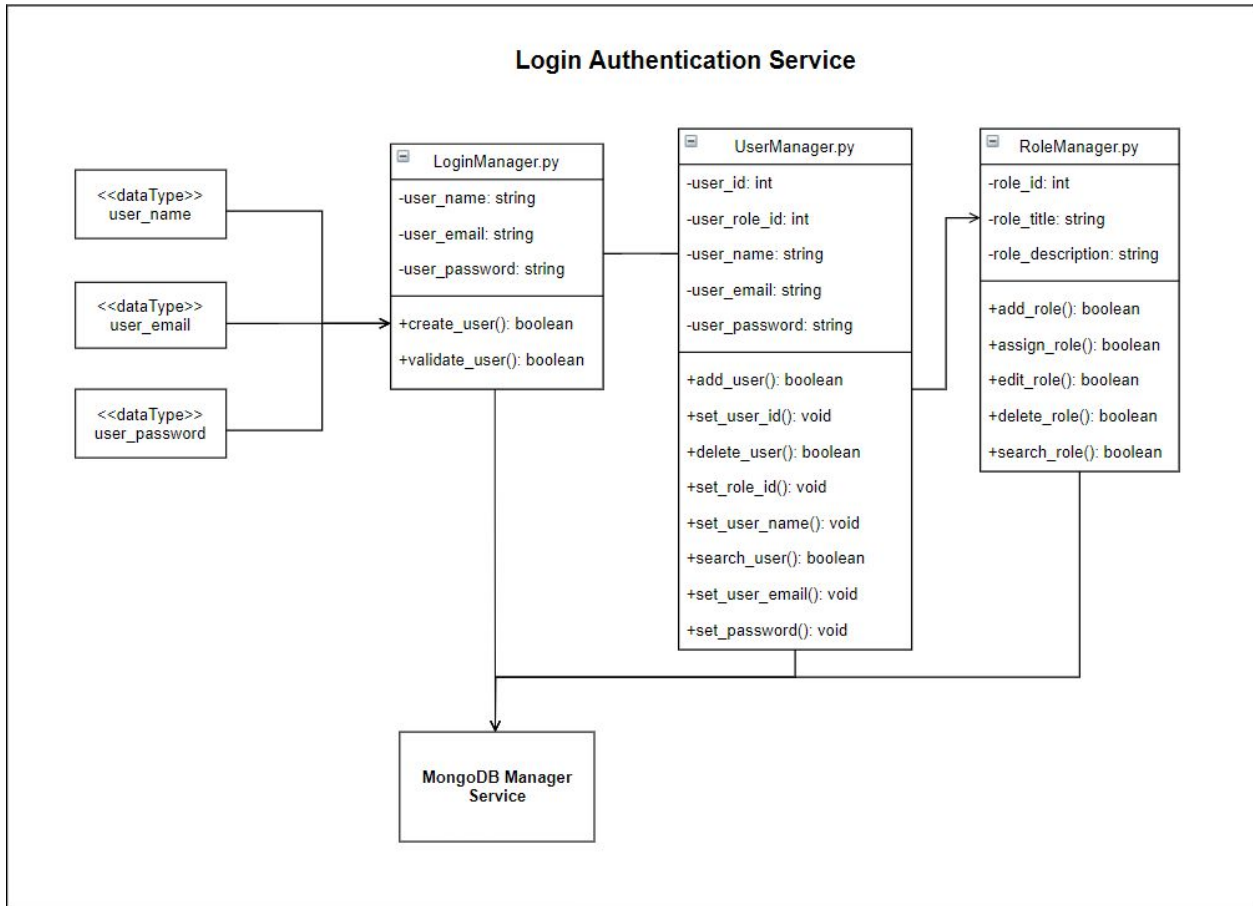 Login Authentication Service
<<dataType>>
user_name
<<dataType>>
user_email
<<dataType>>
user_password
LoginManager.py
-user_name: string
-user_email: string
-user_password: string
+create_user(): boolean
+validate_user(): boolean
UserManager.py
-user_id: int
-user_role_id: int
-user_name: string
-user_email: string
-user_password: string
+add_user(): boolean
+set_user_id(): void
+delete_user(): boolean
+set_role_id(): void
+set_user_name(): void
+search_user(): boolean
+set_user_email(): void
+set_password(): void
RoleManager.py
-role_id: int
-role_title: string
-role_description: string
+add_role(): boolean
+assign_role(): boolean
+edit_role(): boolean
+delete_role(): boolean
+search_role(): boolean
MongoDB Manager
Service